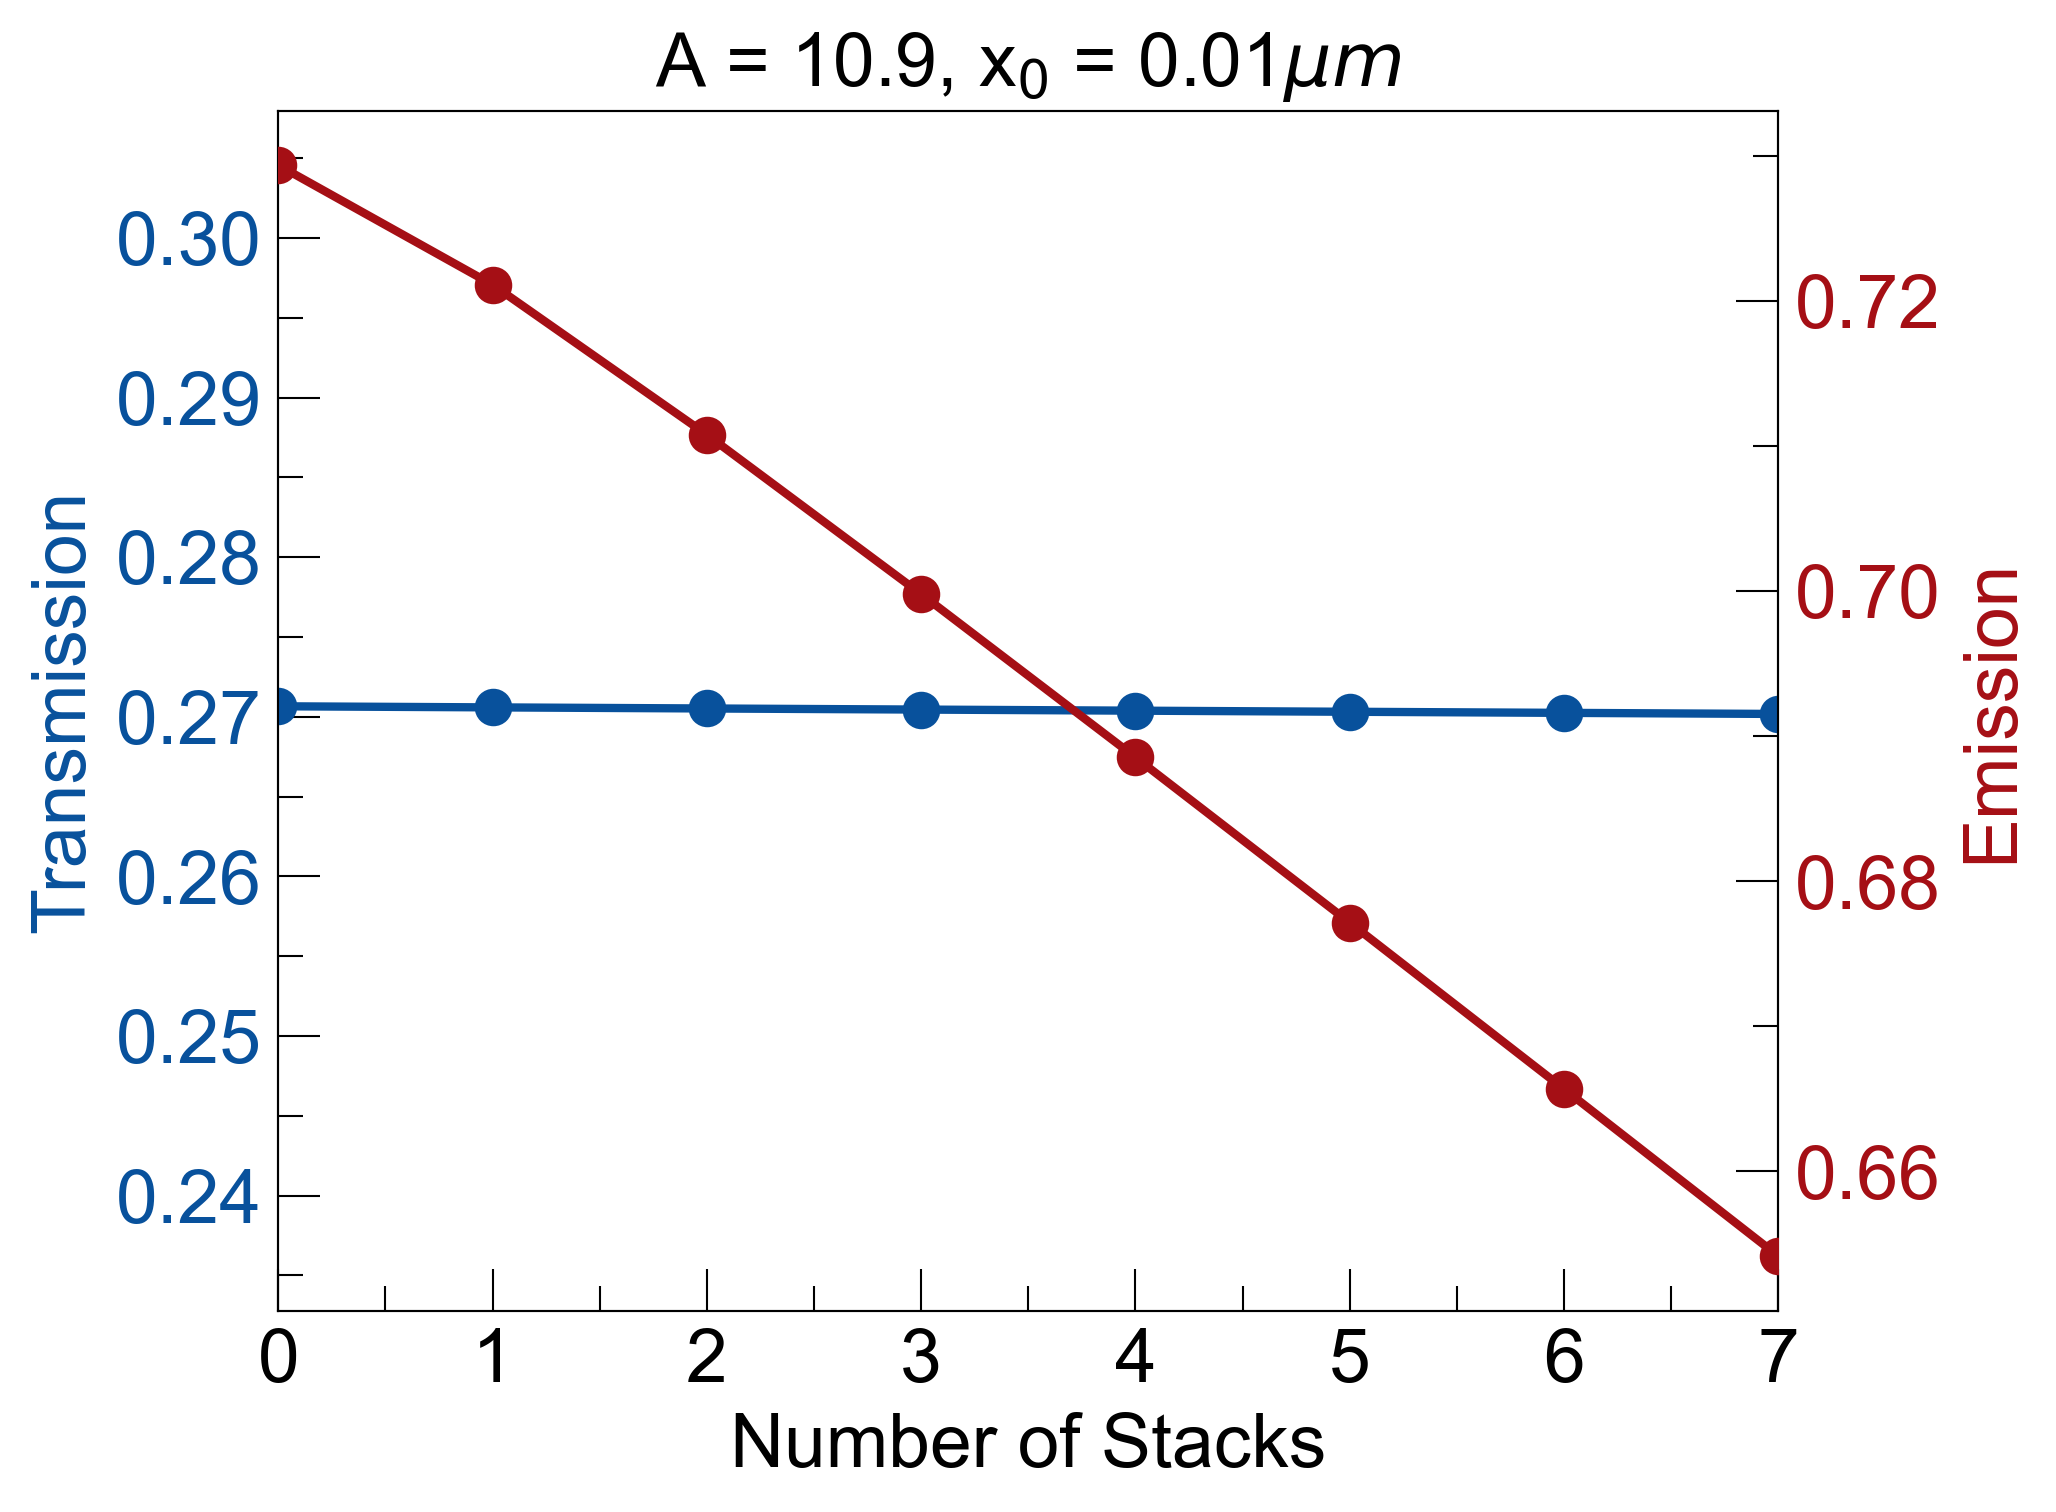 A = 10.9, x₀ = 0.01μm
Transmission
0.30
0.29
0.28
0.27
0.26
0.25
0.24
0.72
0.70
0.68
0.66
Emission
0 1 2 3 4 5 6 7
Number of Stacks